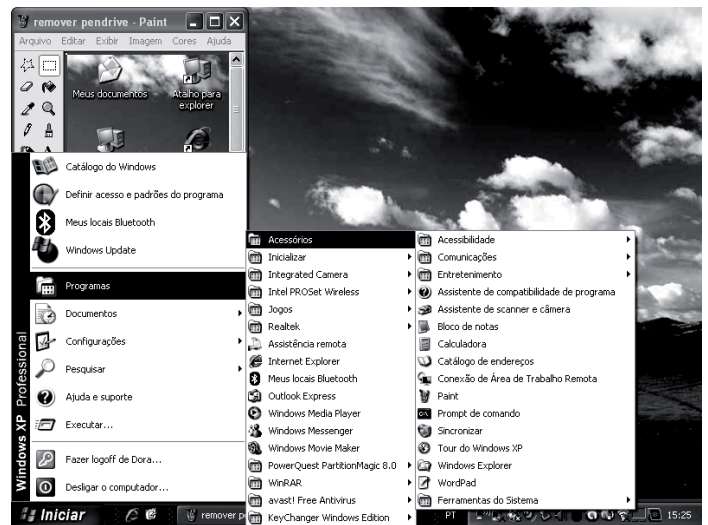 remover pendrive - Paint
Arquivo Editar Exibir Imagem Cores Ajuda
Meus documentos
Atalho para explorer
Catálogo do Windows
Definir acesso e padrões do programa
Meus locais Bluetooth
Windows Update
Programas
Documentos
Configurações
Pesquisar
Ajuda e suporte
Executar...
Fazer logoff de Dora...
Desligar o computador...
Windows XP Professional
Acessórios
Inicializar
Integrated Camera
Intel PROSet Wireless
Jogos
Realtek
Assistência remota
Internet Explorer
Meus locais Bluetooth
Outlook Express
Windows Media Player
Windows Messenger
Windows Movie Maker
PowerQuest PartitionMagic 8.0
WinRAR
avast! Free Antivirus
KeyChanger Windows Edition
Acessibilidade
Comunicações
Entretenimento
Assistente de compatibilidade de programa
Assistente de scanner e câmera
Bloco de notas
Calculadora
Catálogo de endereços
Conexão de Área de Trabalho Remota
Paint
Prompt de comando
Sincronizar
Tour do Windows XP
Windows Explorer
WordPad
Ferramentas do Sistema
Iniciar
remover p
PT
15:25